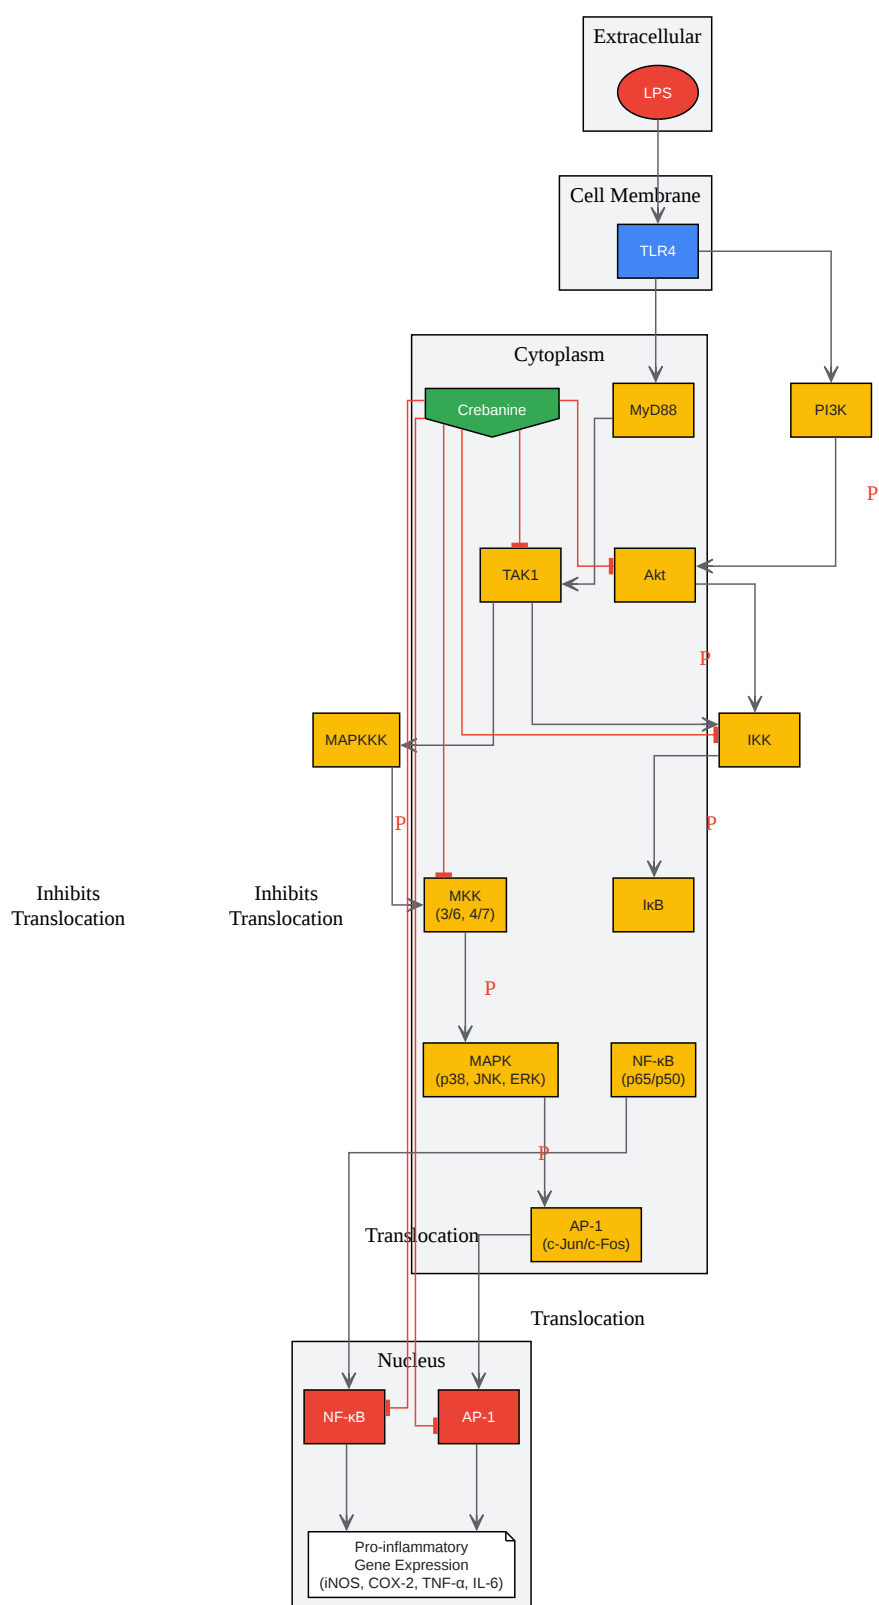 Extracellular
LPS
Cell Membrane
TLR4
Cytoplasm
Crebanine
MyD88
PI3K
P
TAK1
Akt
P
MAPKKK
IKK
P
P
Inhibits
Translocation
Inhibits
Translocation
MKK
(3/6, 4/7)
IκB
P
MAPK
(p38, JNK, ERK)
NF-κB
(p65/p50)
P
AP-1
(c-Jun/c-Fos)
Translocation
Translocation
Nucleus
NF-κB
AP-1
Pro-inflammatory
Gene Expression
(iNOS, COX-2, TNF-α, IL-6)